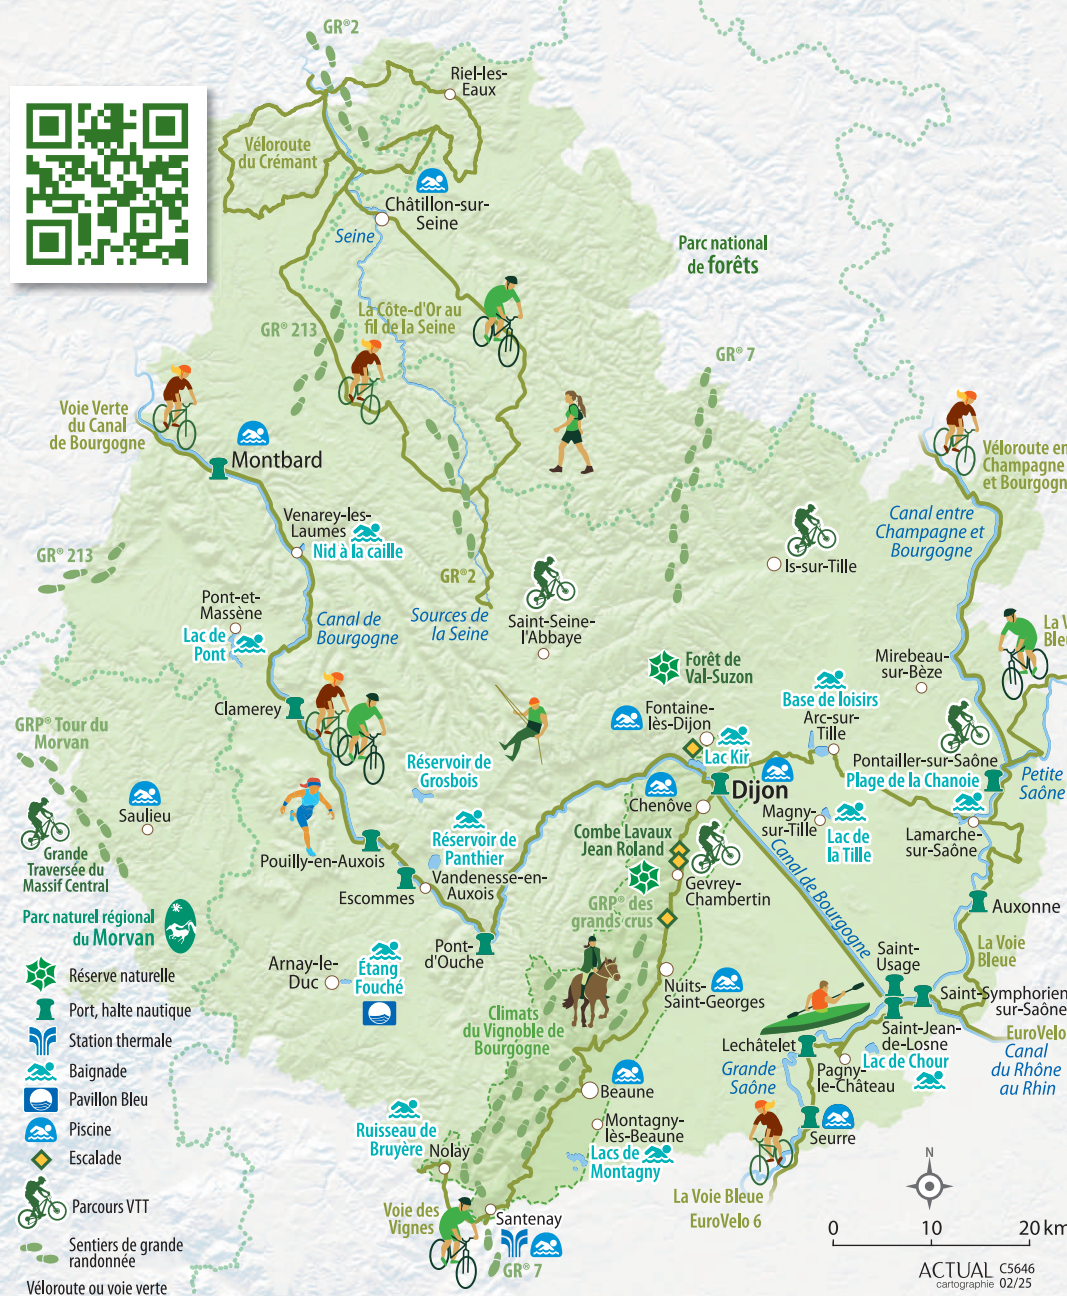 GR®2
Riel-les-
Eaux
Véloroute
du Crémant
Châtillon-sur-
Seine
Seine
Parc national
de forêts
La Côte-d'Or au
fil de la Seine
GR® 213
GR® 7
Voie Verte
du Canal
de Bourgogne
Montbard
Véloroute en
Champagne
et Bourgogn
Canal entre
Champagne et
Bourgogne
Venarey-les-
Laumes
Nid à la caille
GR® 213
GR®2
Is-sur-Tille
Pont-et-
Massène
Lac de
Pont
Canal de
Bourgogne
Sources de
la Seine
Saint-Seine-
l'Abbaye
La V
Bleu
Mirebeau-
sur-Bèze
Forêt de
Val-Suzon
Base de loisirs
Clamerey
Fontaine-
lès-Dijon
Arc-sur-
Tille
GRP® Tour du
Morvan
Lac Kir
Pontailler-sur-Saône
Plage de la Chanoie
Petite
Saône
Réservoir de
Grosbois
Dijon
Chenôve
Saulieu
Magny-
sur-Tille
Lac de
la Tille
Lamarche-
sur-Saône
Réservoir de
Panthier
Combe Lavaux
Jean Roland
Grande
Traversée du
Massif Central
Pouilly-en-Auxois
Vandenesse-en-
Auxois
Escommes
Gevrey-
Chambertin
Canal de Bourgogne
Auxonne
Parc naturel régional
du Morvan
GRP® des
grands crus
Pont-
d'Ouche
La Voie
Bleue
Saint-
Usage
Arnay-le-
Duc
Étang
Fouché
Nuits-
Saint-Georges
Saint-Symphorien
sur-Saône
Réserve naturelle
Port, halte nautique
Station thermale
Baignade
Pavillon Bleu
Piscine
Escalade
Parcours VTT
Sentiers de grande
randonnée
Véloroute ou voie verte
Climats
du Vignoble de
Bourgogne
Saint-Jean-
de-Losne
EuroVelo
Lechâtelet
Lac de Chour
Canal
du Rhône
au Rhin
Grande
Saône
Pagny-
le-Château
Beaune
Montagny-
lès-Beaune
Seurre
Ruisseau de
Bruyère
Nolay
Lacs de
Montagny
La Voie Bleue
EuroVelo 6
Voie des
Vignes
Santenay
GR® 7
N
0 10 20 km
ACTUAL
cartographie
C5646
02/25